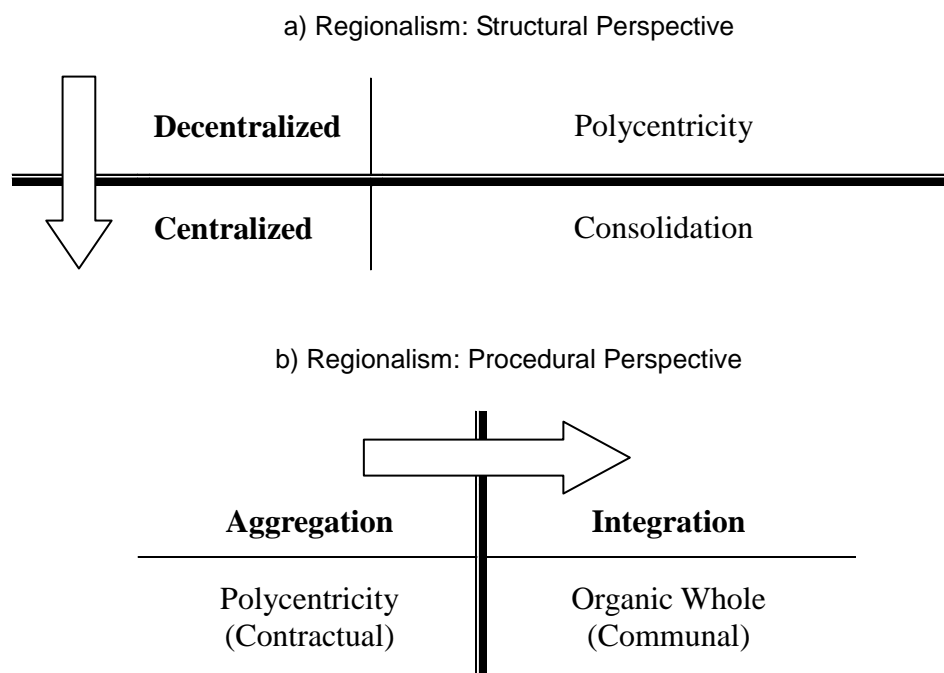 a) Regionalism: Structural Perspective
Decentralized Polycentricity
Centralized Consolidation
b) Regionalism: Procedural Perspective
Aggregation Integration
Polycentricity Organic Whole
(Contractual) (Communal)